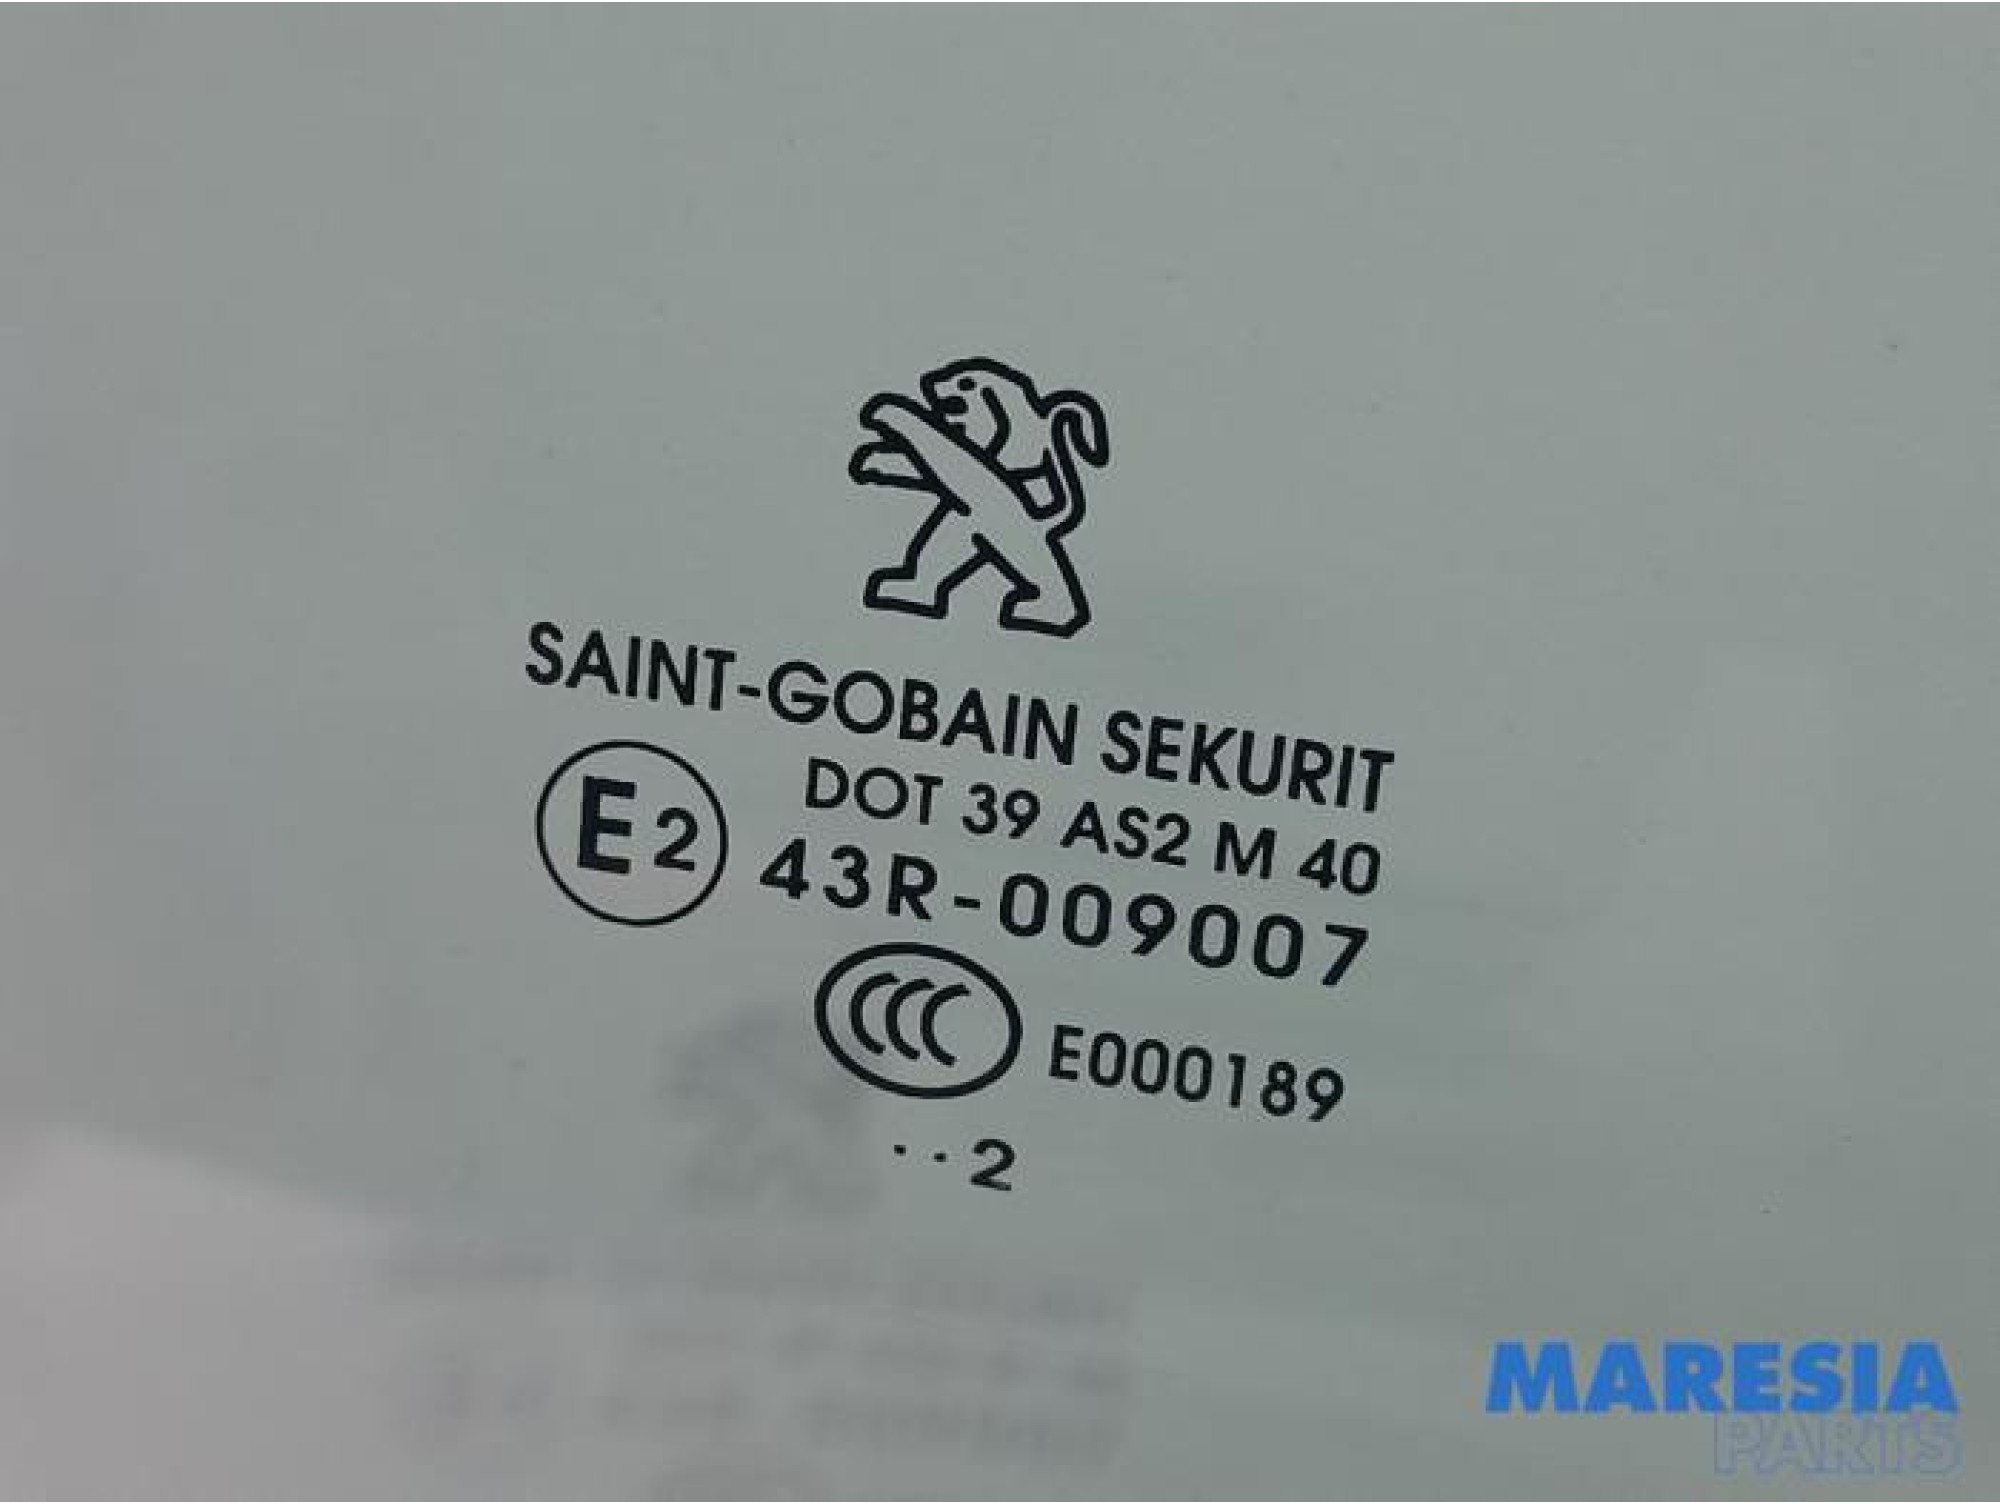 SAINT-GOBAIN SEKURIT
DOT 39 AS2 M 40
E2 43R-009007
CCC E000189
..2
MARESIA
PARTS